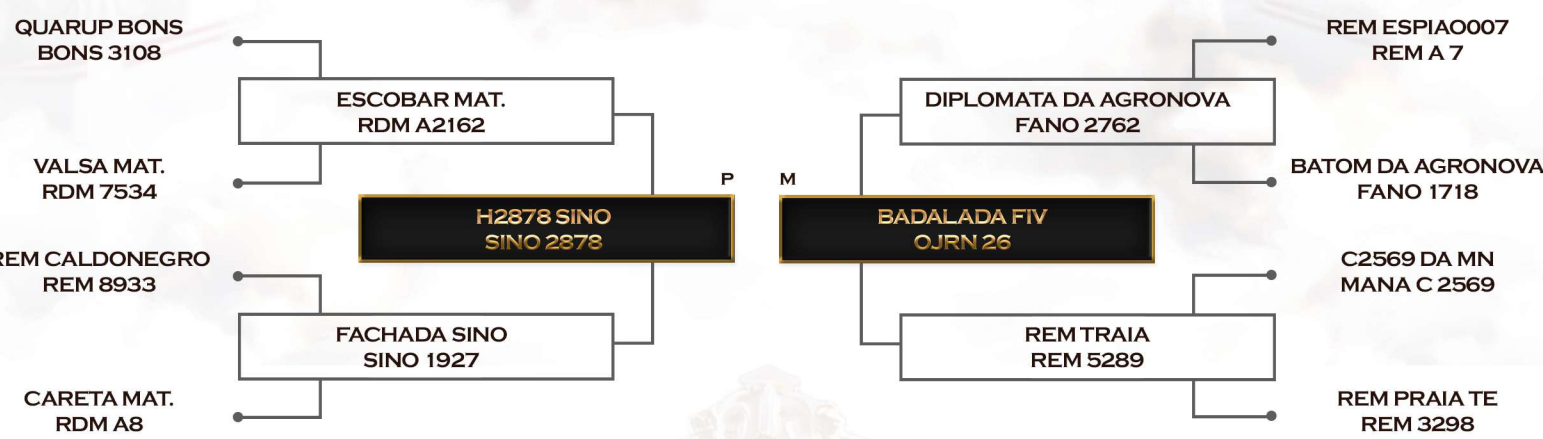 QUARUP BONS
BONS 3108
ESCOBAR MAT.
RDM A2162
VALSA MAT.
RDM 7534
P
H2878 SINO
SINO 2878
REM CALDONEGRO
REM 8933
FACHADA SINO
SINO 1927
CARETA MAT.
RDM A8
REM ESPIAO007
REM A 7
DIPLOMATA DA AGRONOVA
FANO 2762
BATOM DA AGRONOVA
FANO 1718
M
BADALADA FIV
OJRN 26
C2569 DA MN
MANA C 2569
REM TRAIA
REM 5289
REM PRAIA TE
REM 3298